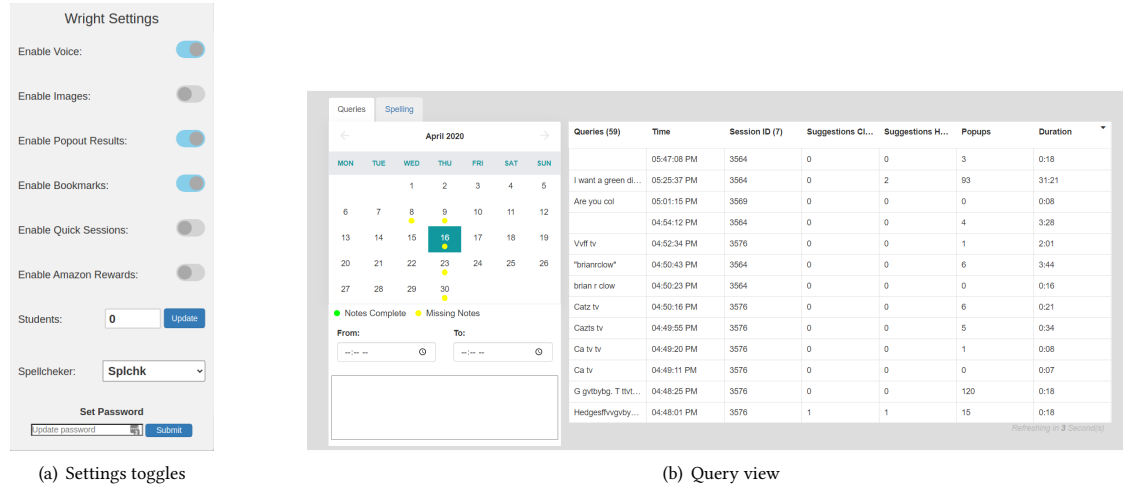 Wright Settings
Enable Voice:
Enable Images:
Enable Popout Results:
Enable Bookmarks:
Enable Quick Sessions:
Enable Amazon Rewards:
Students: 0 Update
Spellcheker: Splchk
Set Password
Update password Submit
(a) Settings toggles
Queries Spelling
April 2020
MON TUE WED THU FRI SAT SUN
1 2 3 4 5
6 7 8 9 10 11 12
13 14 15 16 17 18 19
20 21 22 23 24 25 26
27 28 29 30
Notes Complete Missing Notes
From: To:
--:-- -- --:-- --
Queries (59) Time Session ID (7) Suggestions Cl... Suggestions H... Popups Duration
05:47:08 PM 3564 0 0 3 0:18
I want a green di... 05:25:37 PM 3564 0 2 93 31:21
Are you col 05:01:15 PM 3569 0 0 0 0:08
04:54:12 PM 3564 0 0 4 3:28
Vvff tv 04:52:34 PM 3576 0 0 1 2:01
"brianrclow" 04:50:43 PM 3564 0 0 6 3:44
brian r clow 04:50:23 PM 3564 0 0 0 0:16
Catz tv 04:50:16 PM 3576 0 0 6 0:21
Cazts tv 04:49:55 PM 3576 0 0 5 0:34
Ca tv tv 04:49:20 PM 3576 0 0 1 0:08
Ca tv 04:49:11 PM 3576 0 0 0 0:07
G gvtbybg. T ttvt... 04:48:25 PM 3576 0 0 120 0:18
Hedgesffvvgvby... 04:48:01 PM 3576 1 1 15 0:18
Refreshing in 3 Second(s)
(b) Query view